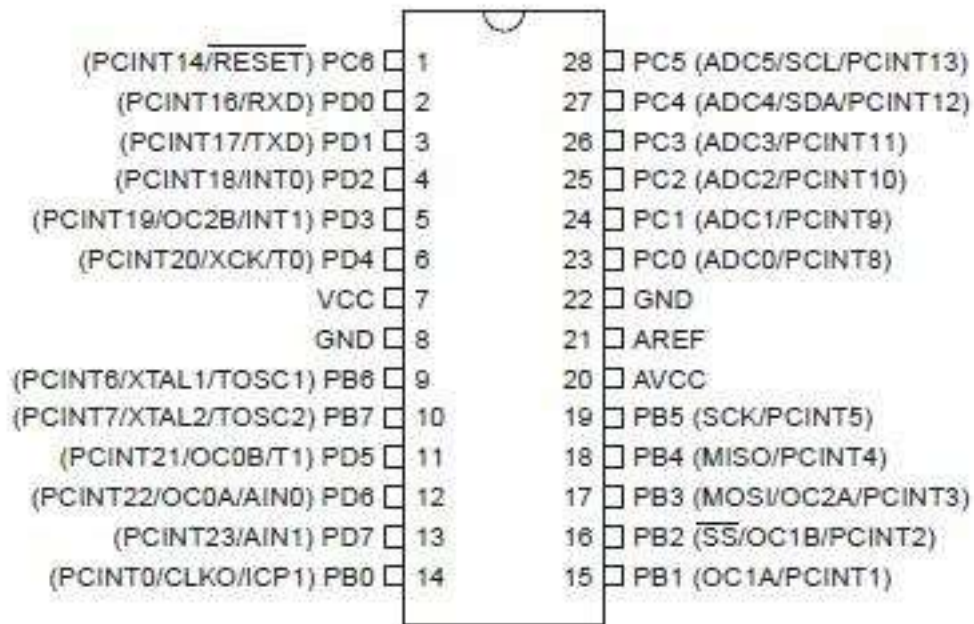 (PCINT14/RESET) PC6 1 28 PC5 (ADC5/SCL/PCINT13)
(PCINT16/RXD) PD0 2 27 PC4 (ADC4/SDA/PCINT12)
(PCINT17/TXD) PD1 3 26 PC3 (ADC3/PCINT11)
(PCINT18/INT0) PD2 4 25 PC2 (ADC2/PCINT10)
(PCINT19/OC2B/INT1) PD3 5 24 PC1 (ADC1/PCINT9)
(PCINT20/XCK/T0) PD4 6 23 PC0 (ADC0/PCINT8)
VCC 7 22 GND
GND 8 21 AREF
(PCINT6/XTAL1/TOSC1) PB6 9 20 AVCC
(PCINT7/XTAL2/TOSC2) PB7 10 19 PB5 (SCK/PCINT5)
(PCINT21/OC0B/T1) PD5 11 18 PB4 (MISO/PCINT4)
(PCINT22/OC0A/AIN0) PD6 12 17 PB3 (MOSI/OC2A/PCINT3)
(PCINT23/AIN1) PD7 13 16 PB2 (SS/OC1B/PCINT2)
(PCINT0/CLKO/ICP1) PB0 14 15 PB1 (OC1A/PCINT1)